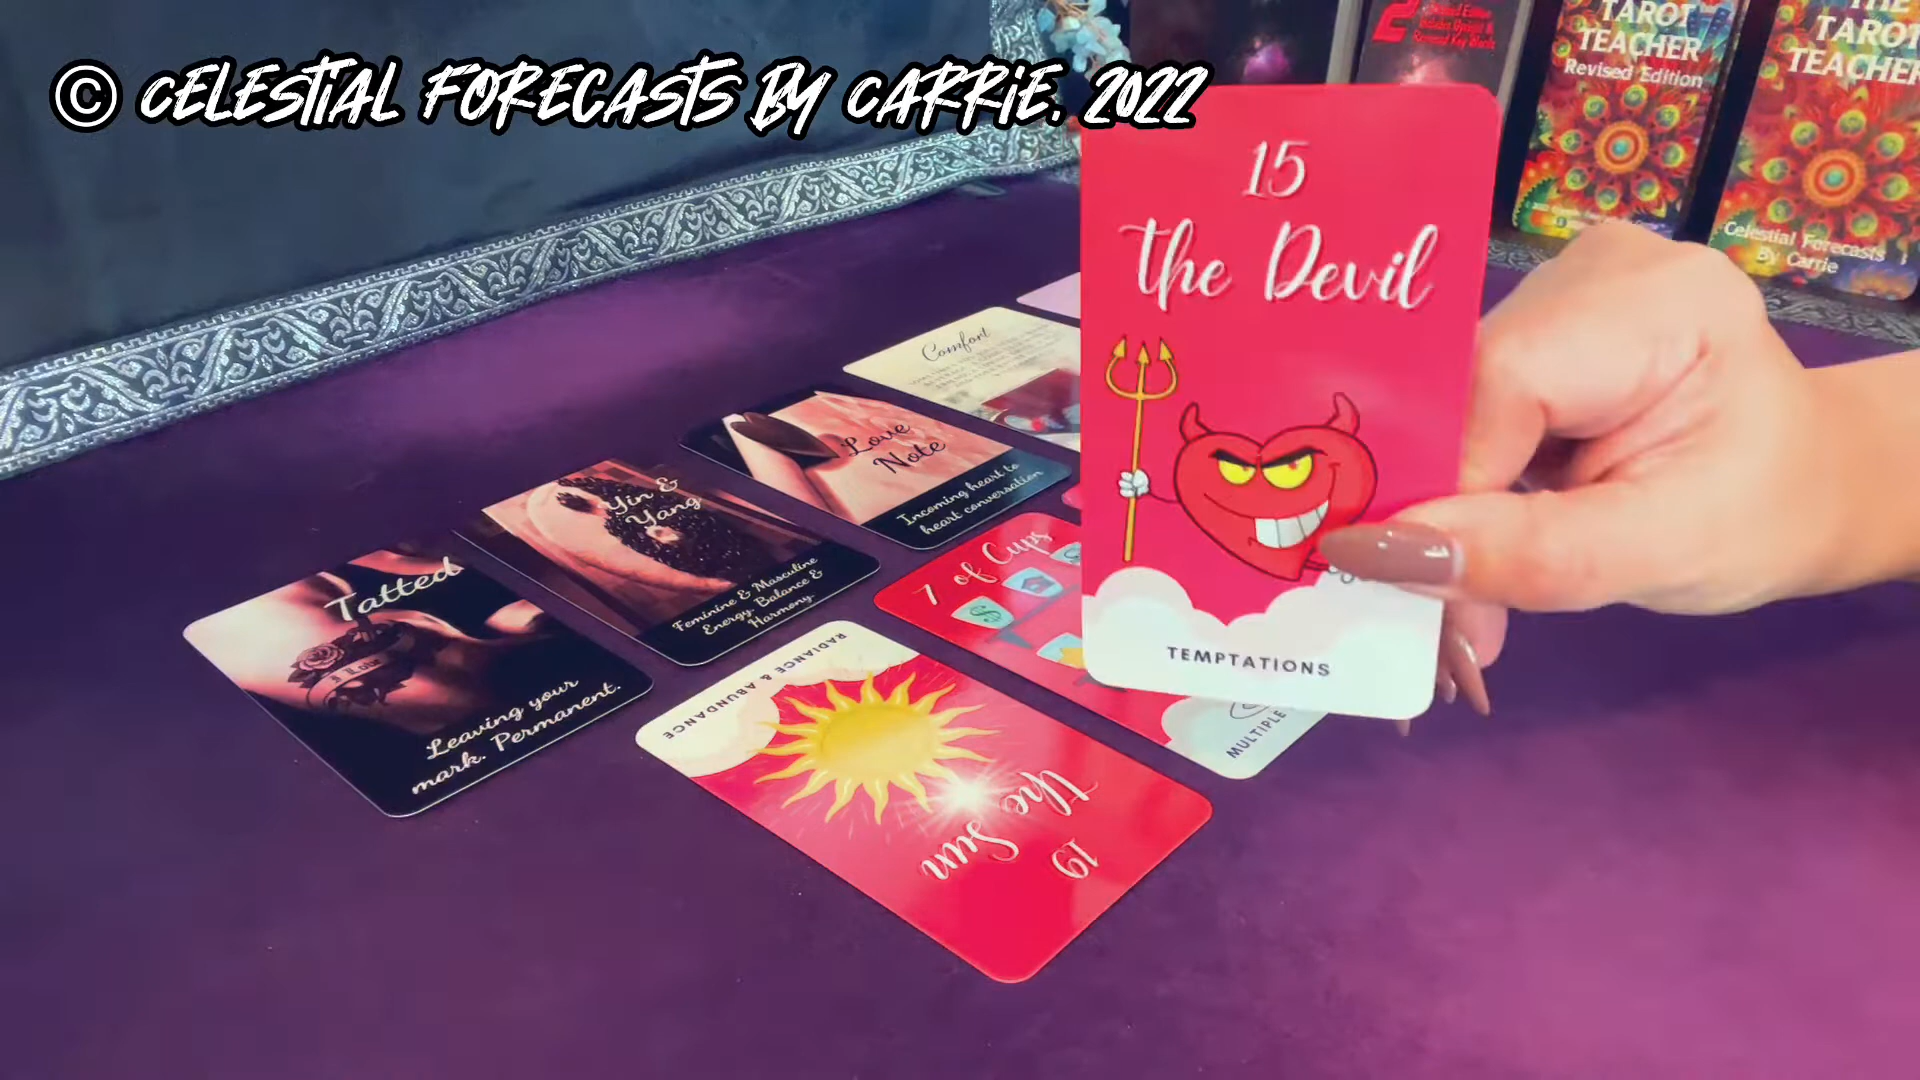 © CELESTIAL FORECASTS BY CARRIE. 2022
15
The Devil
TEMPTATIONS
Comfort
Love
Note
Incoming heart to
heart conversation
Yin &
Yang
Feminine & Masculine
Energy. Balance &
Harmony.
Tatted
Leaving your
mark. Permanent.
7 of Cups
$
MULTIPLE
RADIANCE & ABUNDANCE
19
The Sun
2
TAROT
TEACHER
Revised Edition
THE
TAROT
TEACHER
Celestial Forecasts
By Carrie